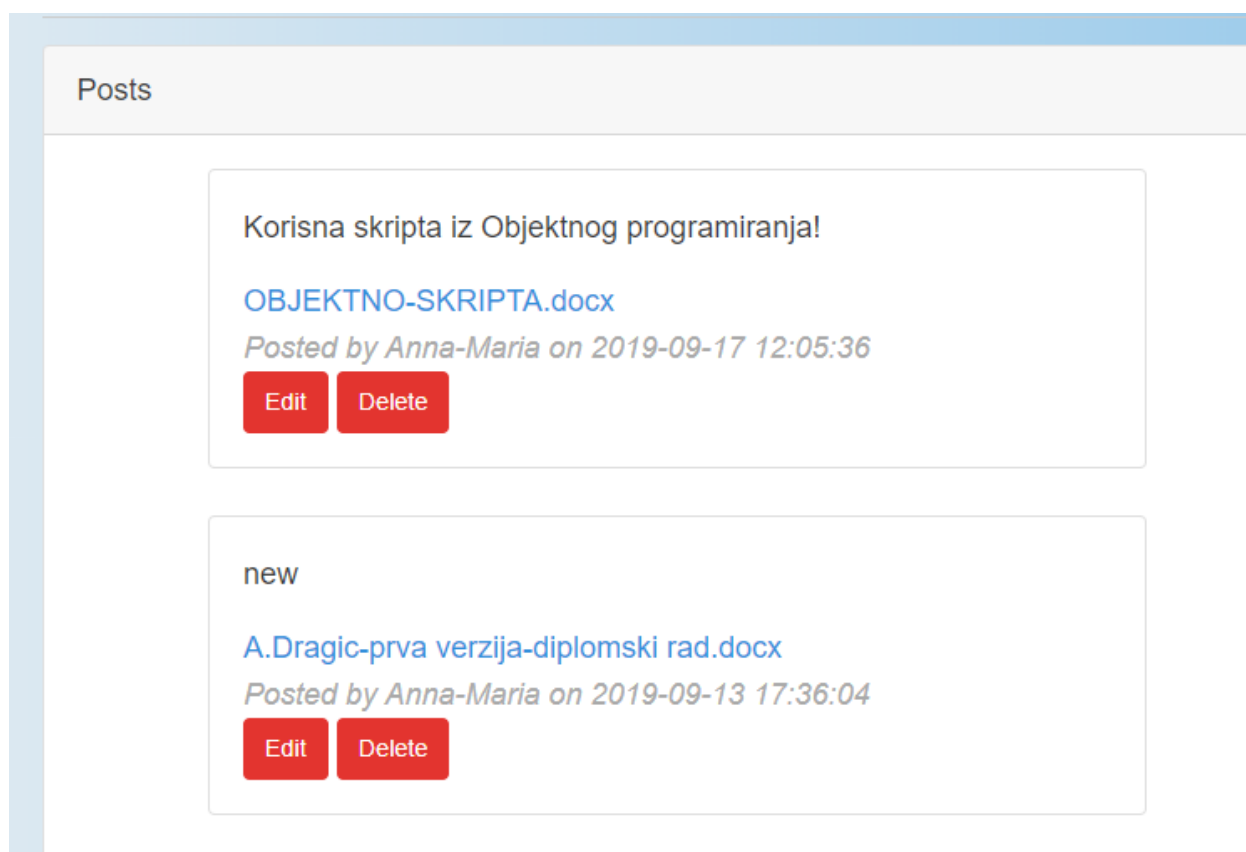 Posts
Korisna skripta iz Objektnog programiranja!
OBJEKTNO-SKRIPTA.docx
Posted by Anna-Maria on 2019-09-17 12:05:36
Edit Delete
new
A.Dragic-prva verzija-diplomski rad.docx
Posted by Anna-Maria on 2019-09-13 17:36:04
Edit Delete